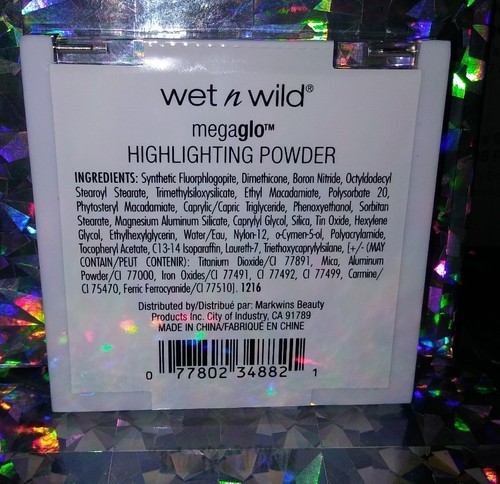 wet n wild®
megaglo™
HIGHLIGHTING POWDER
INGREDIENTS: Synthetic Fluorphlogopite, Dimethicone, Boron Nitride, Octyldodecyl
Stearoyl Stearate, Trimethylsiloxysilicate, Ethyl Macadamiate, Polysorbate 20,
Phytosteryl Macadamiate, Caprylic/Capric Triglyceride, Phenoxyethanol, Sorbitan
Stearate, Magnesium Aluminum Silicate, Caprylyl Glycol, Silica, Tin Oxide, Hexylene
Glycol, Ethylhexylglycerin, Water/Eau, Nylon-12, o-Cymen-5-ol, Polyacrylamide,
Tocopheryl Acetate, C13-14 Isoparaffin, Laureth-7, Triethoxycaprylylsilane, [+/- (MAY
CONTAIN/PEUT CONTENIR): Titanium Dioxide/CI 77891, Mica, Aluminum
Powder/CI 77000, Iron Oxides/CI 77491, CI 77492, CI 77499, Carmine/
CI 75470, Ferric Ferrocyanide/CI 77510]. 1216
Distributed by/Distribué par: Markwins Beauty
Products Inc. City of Industry, CA 91789
MADE IN CHINA/FABRIQUÉ EN CHINE
0 77802 34882 1